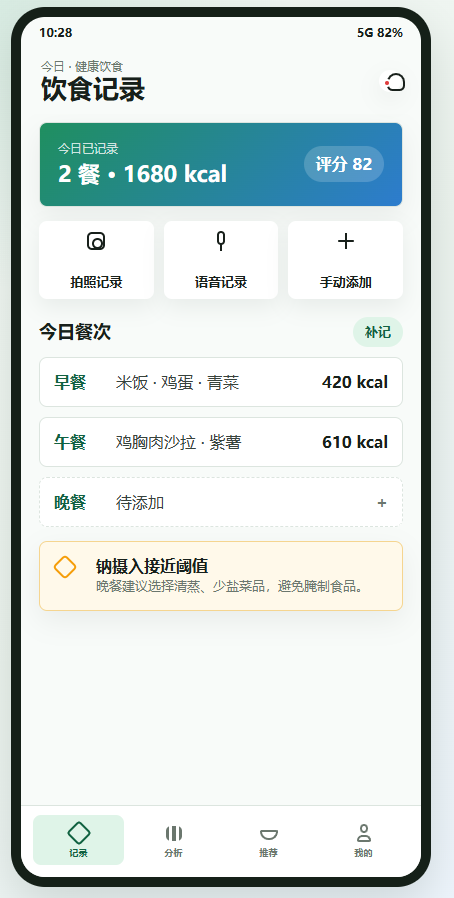 10:28
5G 82%
今日 · 健康饮食
饮食记录
今日已记录
2 餐 · 1680 kcal
评分 82
拍照记录
语音记录
手动添加
今日餐次
补记
早餐 米饭 · 鸡蛋 · 青菜 420 kcal
午餐 鸡胸肉沙拉 · 紫薯 610 kcal
晚餐 待添加 +
钠摄入接近阈值
晚餐建议选择清蒸、少盐菜品，避免腌制食品。
记录
分析
推荐
我的